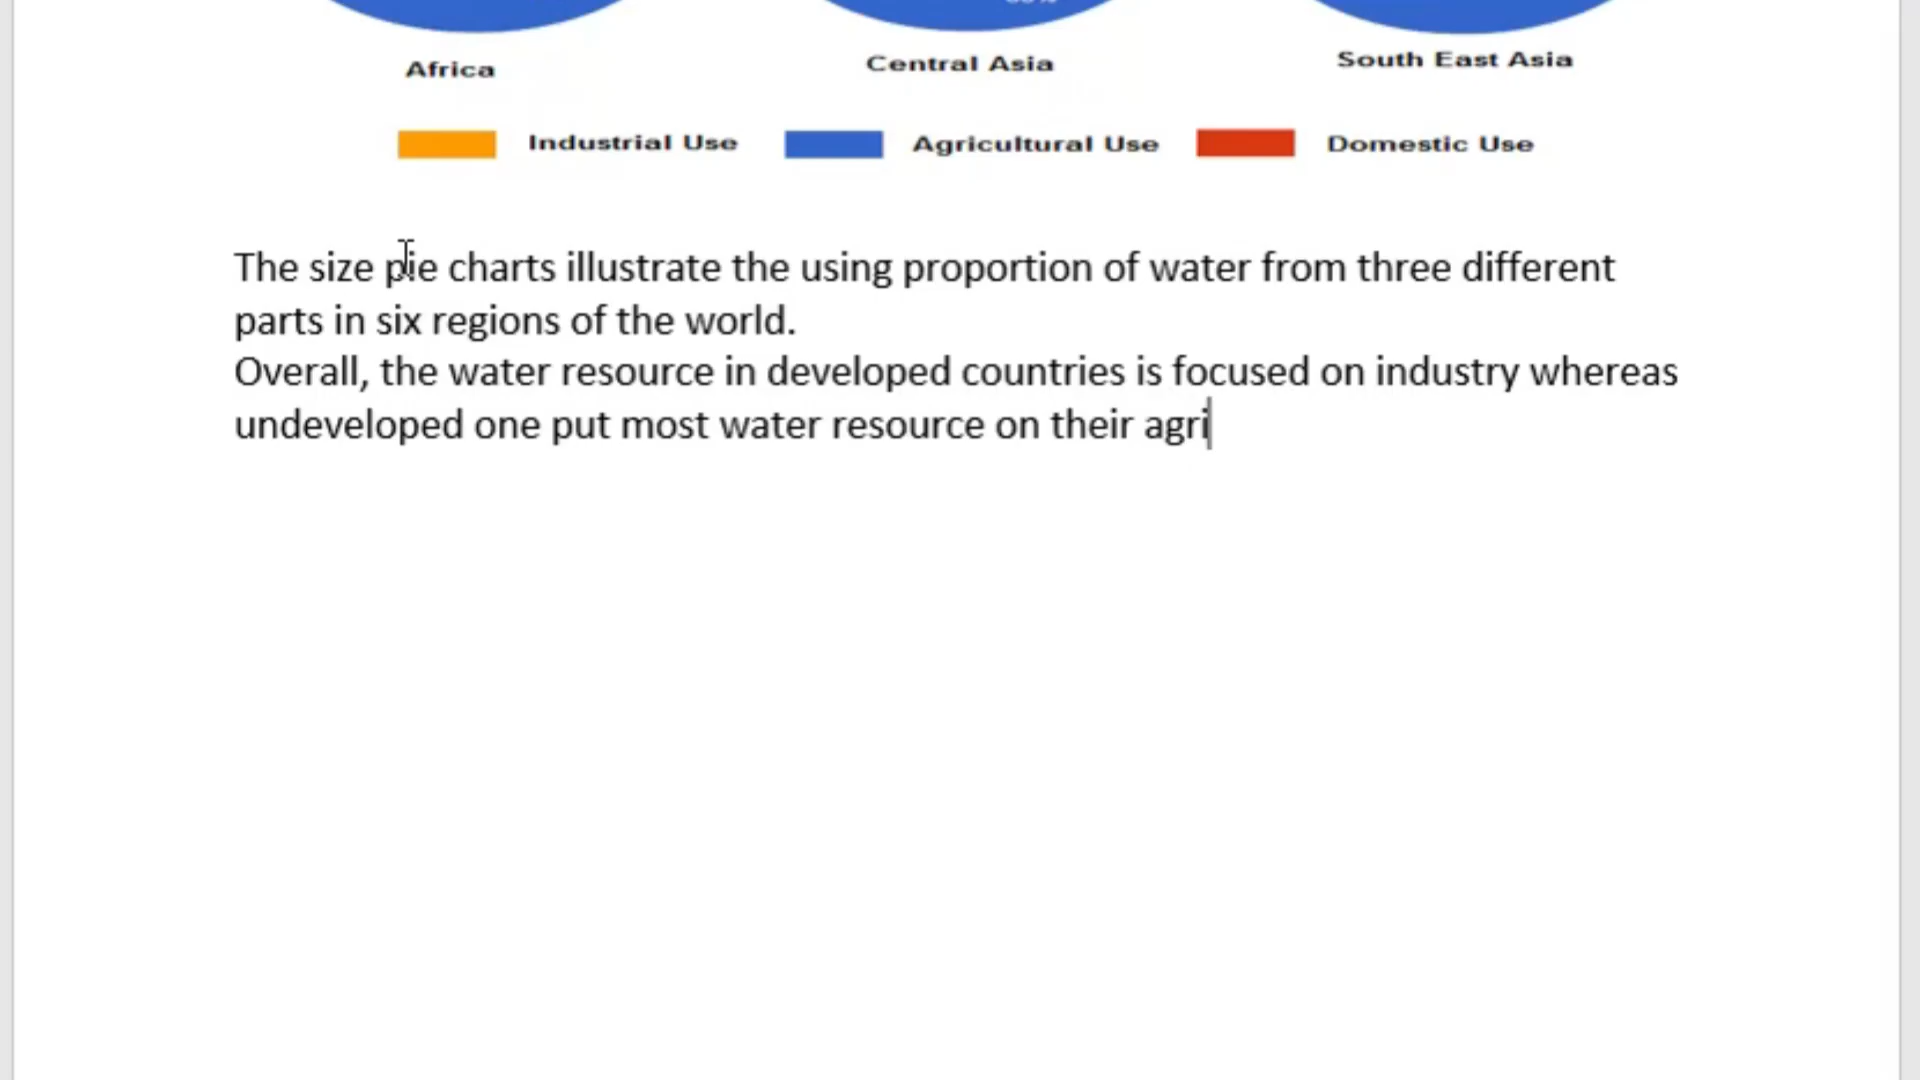 Africa
Central Asia
South East Asia
Industrial Use
Agricultural Use
Domestic Use
The size pie charts illustrate the using proportion of water from three different
parts in six regions of the world.
Overall, the water resource in developed countries is focused on industry whereas
undeveloped one put most water resource on their agri